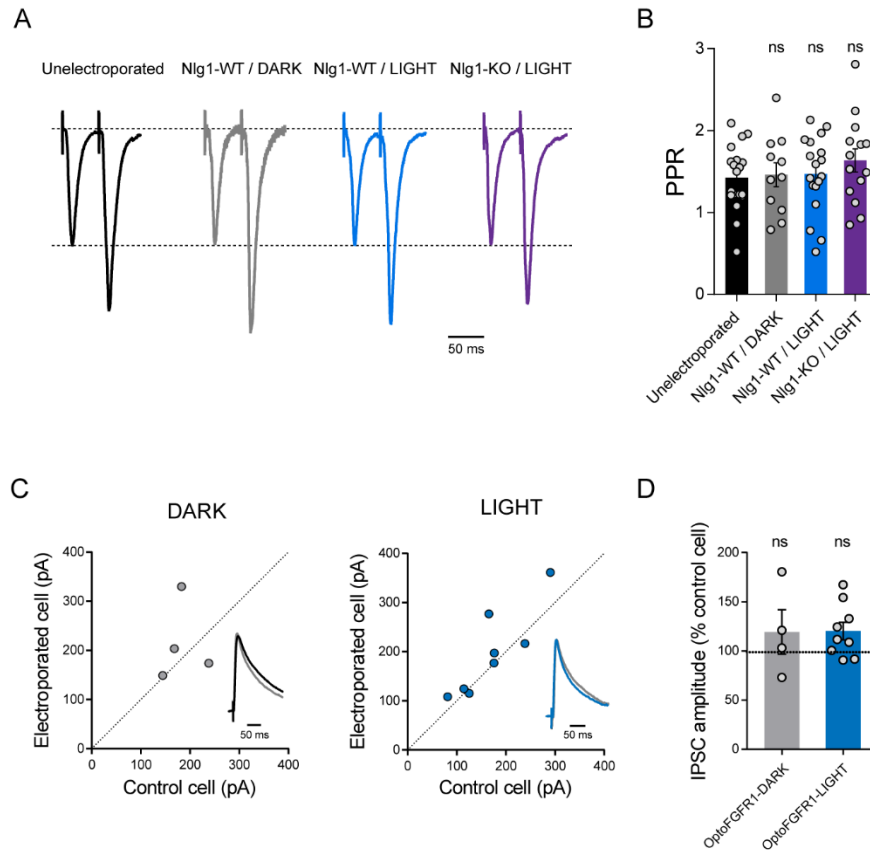 A
Unelectroporated Nlg1-WT / DARK Nlg1-WT / LIGHT Nlg1-KO / LIGHT
50 ms
B
ns ns ns
3
2
1
0
PPR
Unelectroporated
Nlg1-WT / DARK
Nlg1-WT / LIGHT
Nlg1-KO / LIGHT
C
DARK
400
300
200
100
0
Electroporated cell (pA)
50 ms
0 100 200 300 400
Control cell (pA)
LIGHT
400
300
200
100
0
Electroporated cell (pA)
50 ms
0 100 200 300 400
Control cell (pA)
D
ns ns
200
150
100
50
0
IPSC amplitude (% control cell)
OptoFGFR1-DARK
OptoFGFR1-LIGHT